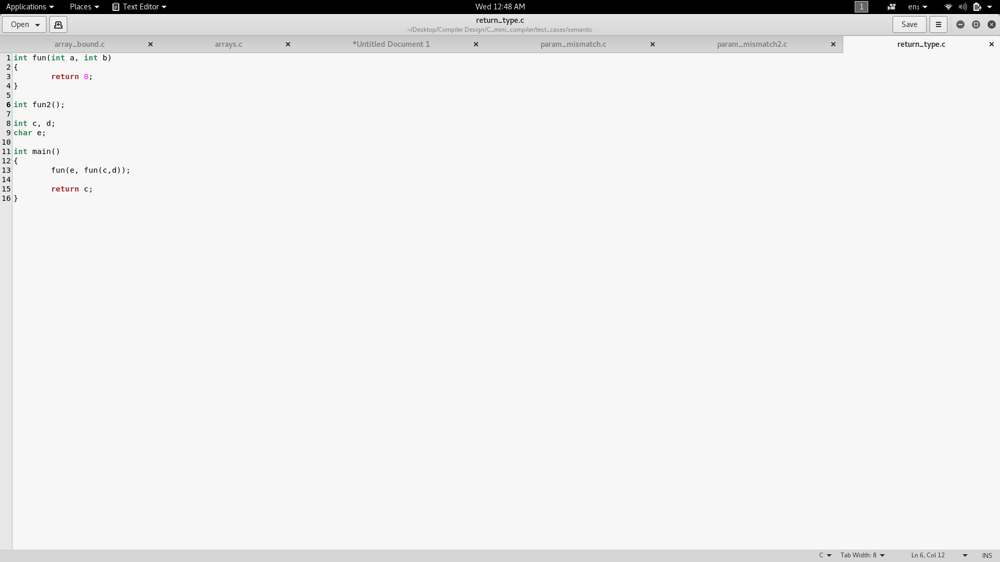 Applications Places Text Editor Wed 12:48 AM 1 en₁
Open return_type.c Save
~/Desktop/Compiler Design/C_mini_compiler/test_cases/semantic
array_bound.c arrays.c *Untitled Document 1 param_mismatch.c param_mismatch2.c return_type.c
1 int fun(int a, int b)
2 {
3 return 0;
4 }
5
6 int fun2();
7
8 int c, d;
9 char e;
10
11 int main()
12 {
13 fun(e, fun(c,d));
14
15 return c;
16 }
C Tab Width: 8 Ln 6, Col 12 INS